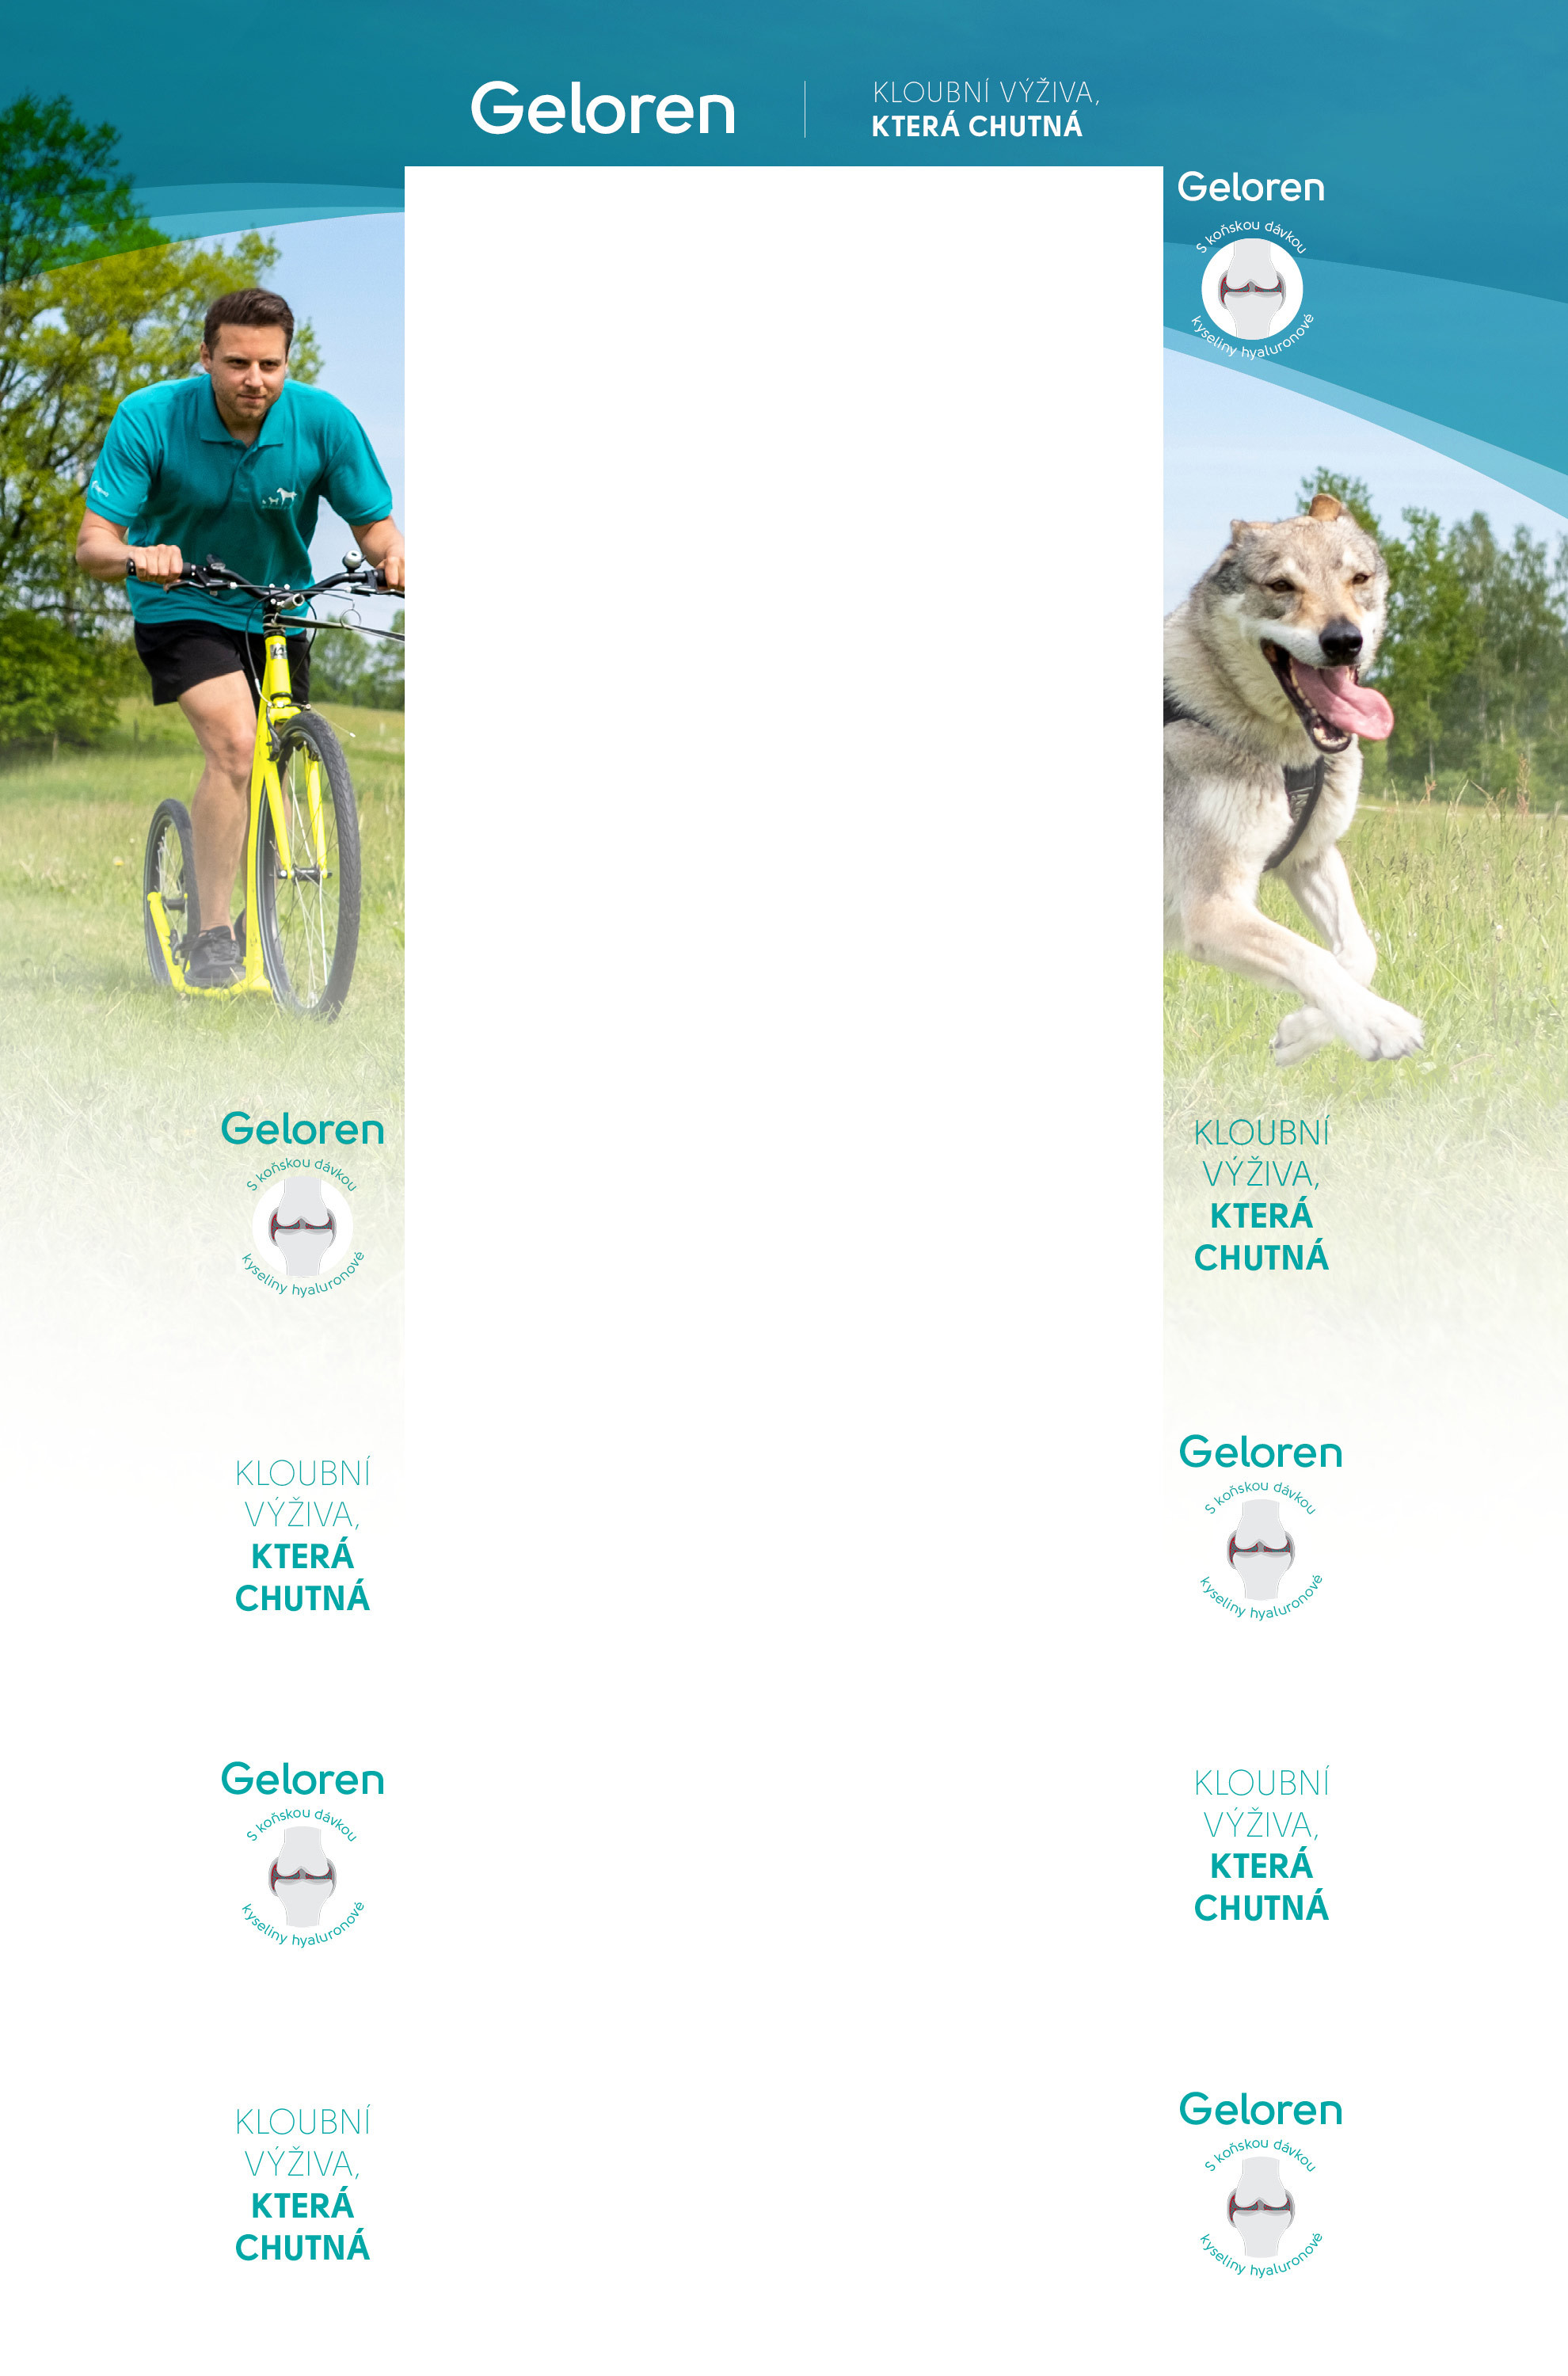 Geloren
KLOUBNÍ VÝŽIVA,
KTERÁ CHUTNÁ
Geloren
S koňskou dávkou
kyseliny hyaluronové
Geloren
S koňskou dávkou
kyseliny hyaluronové
KLOUBNÍ
VÝŽIVA,
KTERÁ
CHUTNÁ
KLOUBNÍ
VÝŽIVA,
KTERÁ
CHUTNÁ
Geloren
S koňskou dávkou
kyseliny hyaluronové
Geloren
S koňskou dávkou
kyseliny hyaluronové
KLOUBNÍ
VÝŽIVA,
KTERÁ
CHUTNÁ
KLOUBNÍ
VÝŽIVA,
KTERÁ
CHUTNÁ
Geloren
S koňskou dávkou
kyseliny hyaluronové